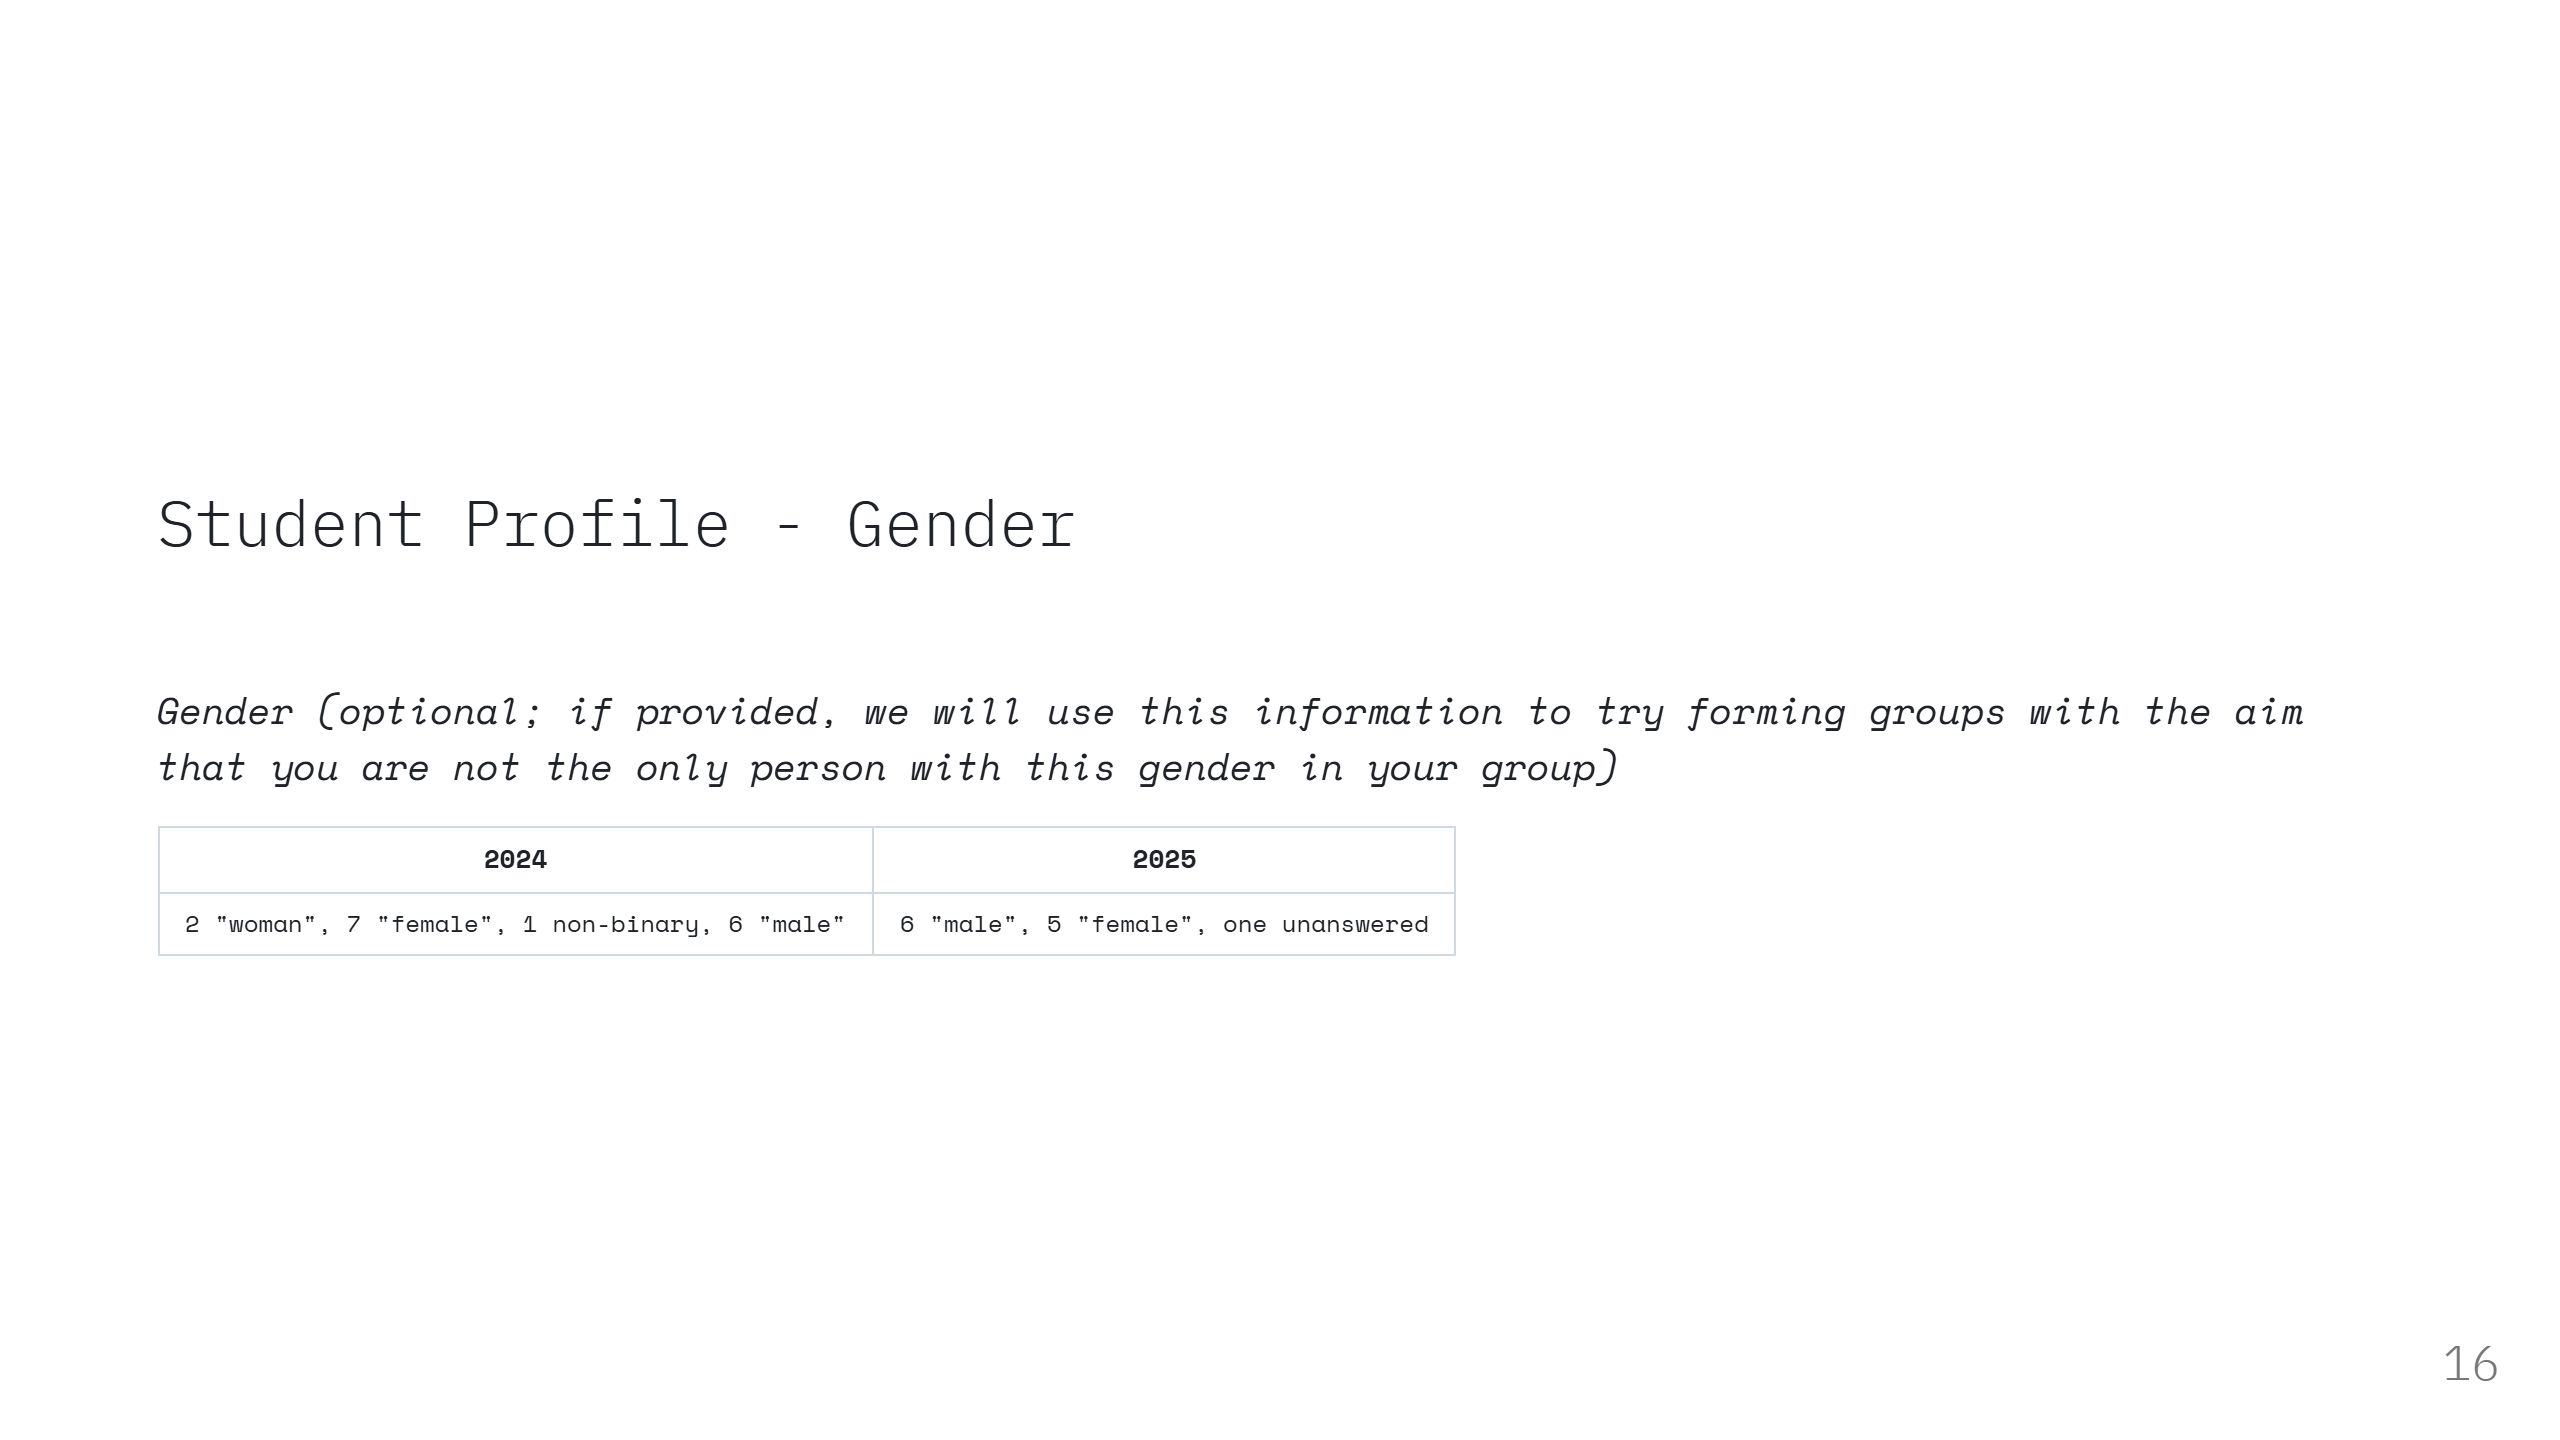 Student Profile - Gender
Gender (optional; if provided, we will use this information to try forming groups with the aim
that you are not the only person with this gender in your group)
2024 2025
2 "woman", 7 "female", 1 non-binary, 6 "male" 6 "male", 5 "female", one unanswered
16